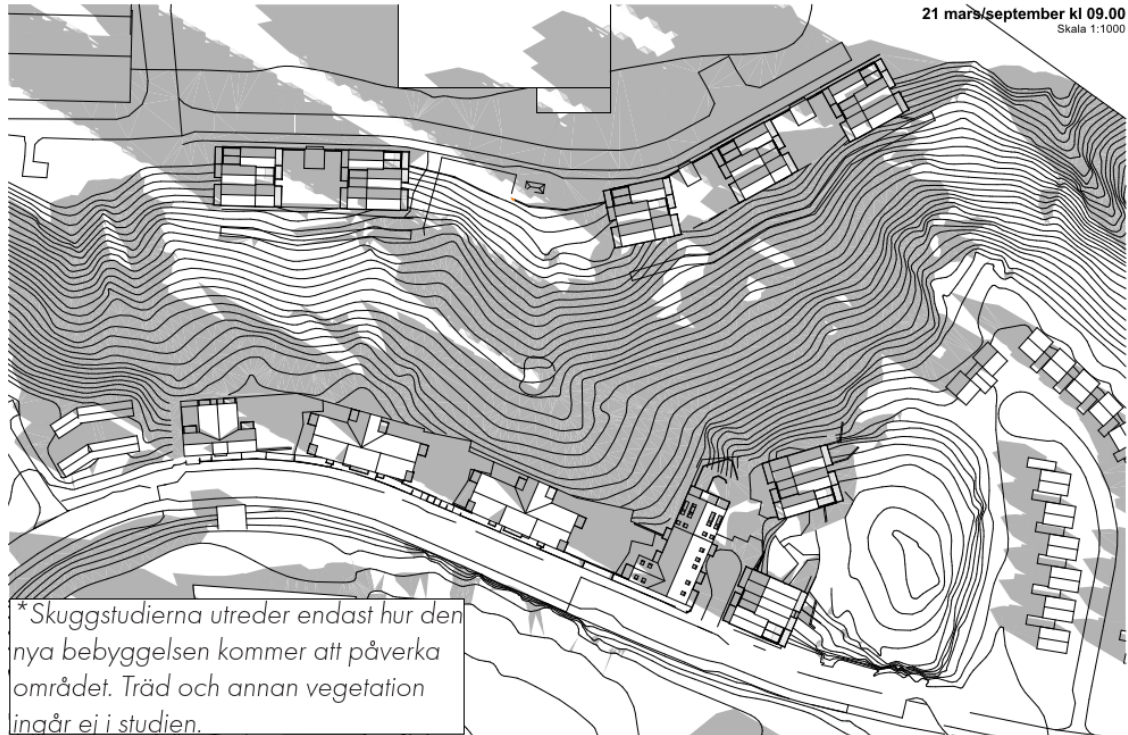 21 mars/september kl 09.00
Skala 1:1000
*Skuggstudierna utreder endast hur den
nya bebyggelsen kommer att påverka
området. Träd och annan vegetation
ingår ej i studien.